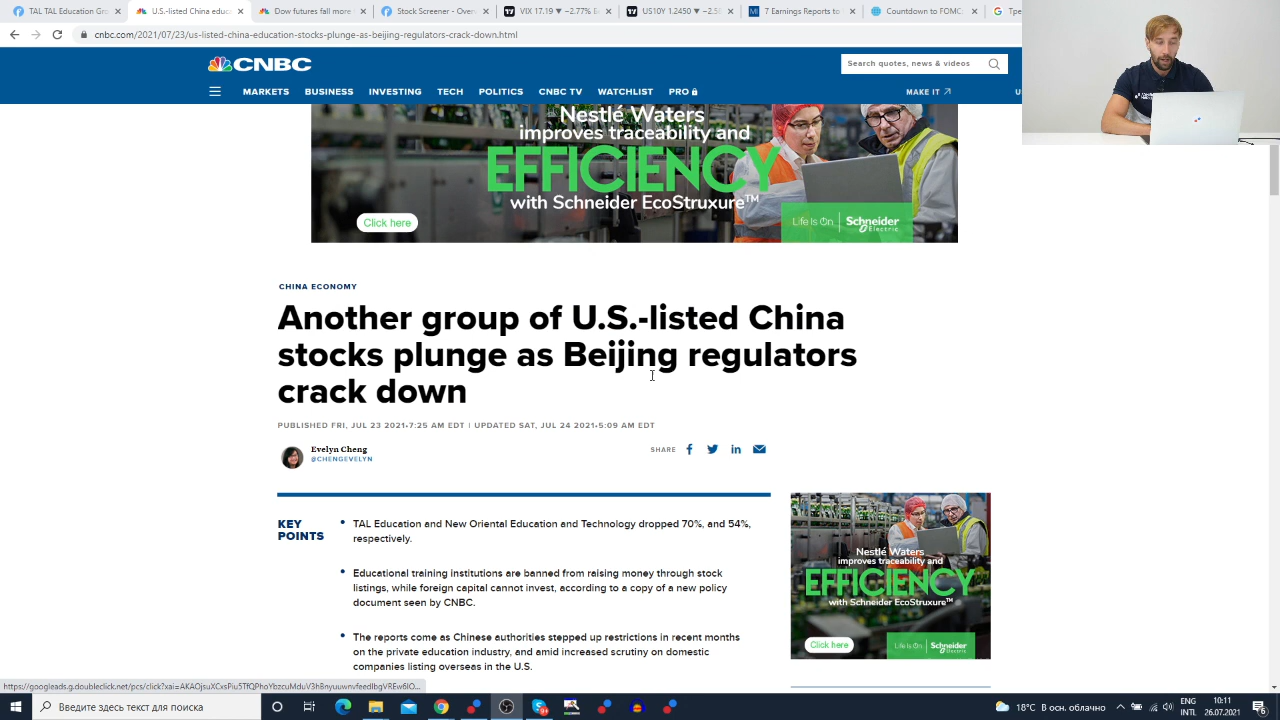 TAL TAL Education
US-listed China educ
Stock Screener - Over
Economic Calendar -
VIX 17.19 ▼ −2.77% B
US10Y 1.2450 ▼ −2.5
7 Earnings Reports to
Countdown to FOMC:
G Te
cnbc.com/2021/07/23/us-listed-china-education-stocks-plunge-as-beijing-regulators-crack-down.html
CNBC
Search quotes, news & videos
MARKETS BUSINESS INVESTING TECH POLITICS CNBC TV WATCHLIST PRO MAKE IT U
Nestlé Waters
improves traceability and
EFFICIENCY
with Schneider EcoStruxure™
Click here
Life Is On Schneider Electric
CHINA ECONOMY
Another group of U.S.-listed China
stocks plunge as Beijing regulators
crack down
PUBLISHED FRI, JUL 23 2021•7:25 AM EDT | UPDATED SAT, JUL 24 2021•5:09 AM EDT
Evelyn Cheng
@CHENGEVELYN
SHARE
KEY
POINTS
TAL Education and New Oriental Education and Technology dropped 70%, and 54%,
respectively.
Educational training institutions are banned from raising money through stock
listings, while foreign capital cannot invest, according to a copy of a new policy
document seen by CNBC.
The reports come as Chinese authorities stepped up restrictions in recent months
on the private education industry, and amid increased scrutiny on domestic
companies listing overseas in the U.S.
Nestlé Waters
improves traceability and
EFFICIENCY
with Schneider EcoStruxure™
Click here
Life Is On Schneider Electric
Введите здесь текст для поиска
ENG
10:11
26.07.2021
В осн. облачно